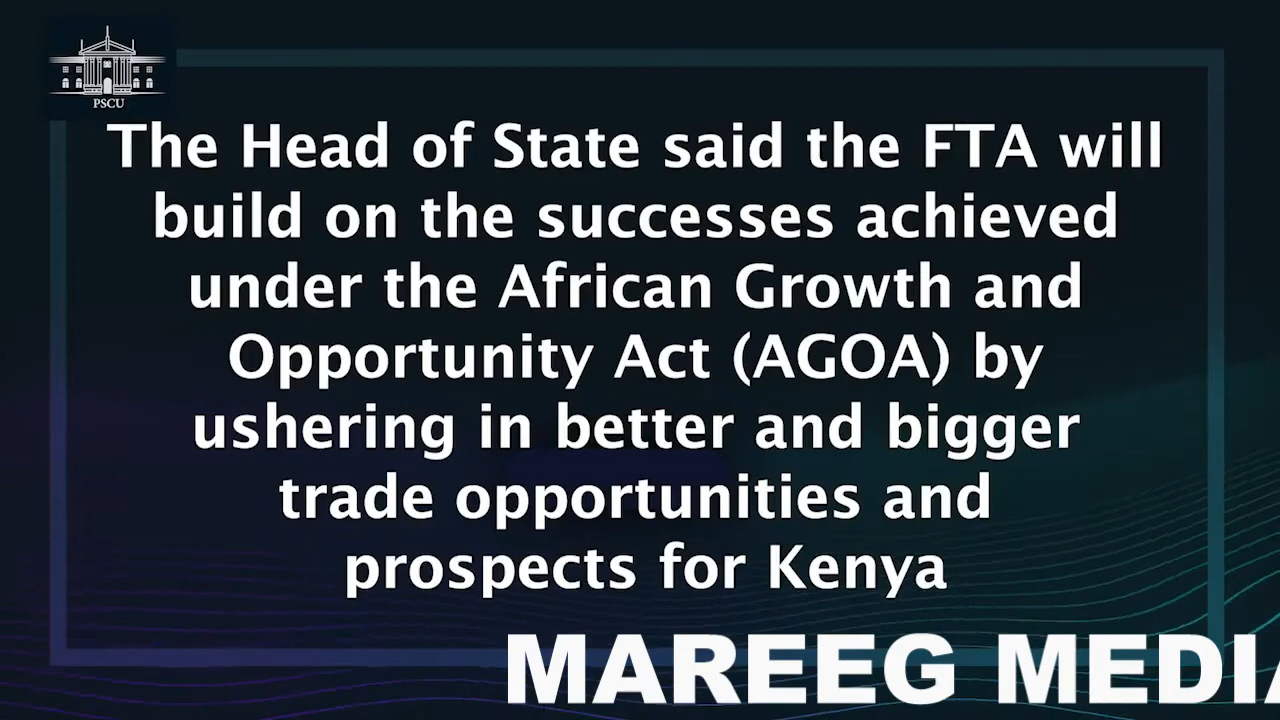 PSCU
The Head of State said the FTA will
build on the successes achieved
under the African Growth and
Opportunity Act (AGOA) by
ushering in better and bigger
trade opportunities and
prospects for Kenya
MAREEG MEDIA